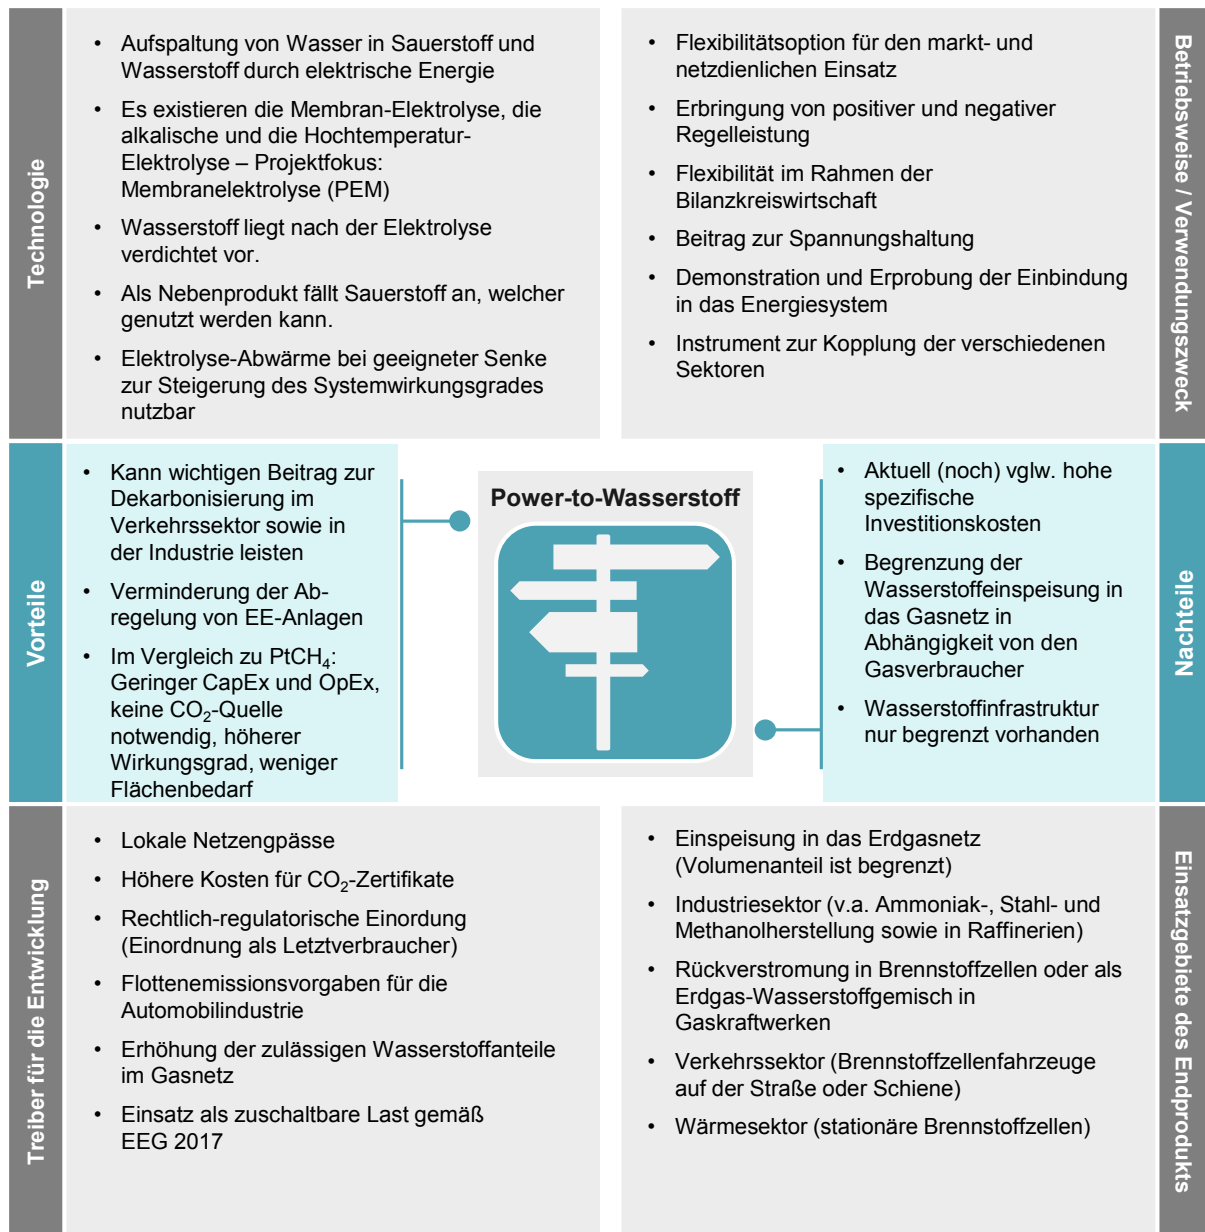 Technologie
• Aufspaltung von Wasser in Sauerstoff und
Wasserstoff durch elektrische Energie
• Es existieren die Membran-Elektrolyse, die
alkalische und die Hochtemperatur-
Elektrolyse – Projektfokus:
Membranelektrolyse (PEM)
• Wasserstoff liegt nach der Elektrolyse
verdichtet vor.
• Als Nebenprodukt fällt Sauerstoff an, welcher
genutzt werden kann.
• Elektrolyse-Abwärme bei geeigneter Senke
zur Steigerung des Systemwirkungsgrades
nutzbar
Betriebsweise / Verwendungszweck
• Flexibilitätsoption für den markt- und
netzdienlichen Einsatz
• Erbringung von positiver und negativer
Regelleistung
• Flexibilität im Rahmen der
Bilanzkreiswirtschaft
• Beitrag zur Spannungshaltung
• Demonstration und Erprobung der Einbindung
in das Energiesystem
• Instrument zur Kopplung der verschiedenen
Sektoren
Vorteile
• Kann wichtigen Beitrag zur
Dekarbonisierung im
Verkehrssektor sowie in
der Industrie leisten
• Verminderung der Ab-
regelung von EE-Anlagen
• Im Vergleich zu PtCH₄:
Geringer CapEx und OpEx,
keine CO₂-Quelle
notwendig, höherer
Wirkungsgrad, weniger
Flächenbedarf
Power-to-Wasserstoff
Nachteile
• Aktuell (noch) vglw. hohe
spezifische
Investitionskosten
• Begrenzung der
Wasserstoffeinspeisung in
das Gasnetz in
Abhängigkeit von den
Gasverbraucher
• Wasserstoffinfrastruktur
nur begrenzt vorhanden
Treiber für die Entwicklung
• Lokale Netzengpässe
• Höhere Kosten für CO₂-Zertifikate
• Rechtlich-regulatorische Einordung
(Einordnung als Letztverbraucher)
• Flottenemissionsvorgaben für die
Automobilindustrie
• Erhöhung der zulässigen Wasserstoffanteile
im Gasnetz
• Einsatz als zuschaltbare Last gemäß
EEG 2017
Einsatzgebiete des Endprodukts
• Einspeisung in das Erdgasnetz
(Volumenanteil ist begrenzt)
• Industriesektor (v.a. Ammoniak-, Stahl- und
Methanolherstellung sowie in Raffinerien)
• Rückverstromung in Brennstoffzellen oder als
Erdgas-Wasserstoffgemisch in
Gaskraftwerken
• Verkehrssektor (Brennstoffzellenfahrzeuge
auf der Straße oder Schiene)
• Wärmesektor (stationäre Brennstoffzellen)